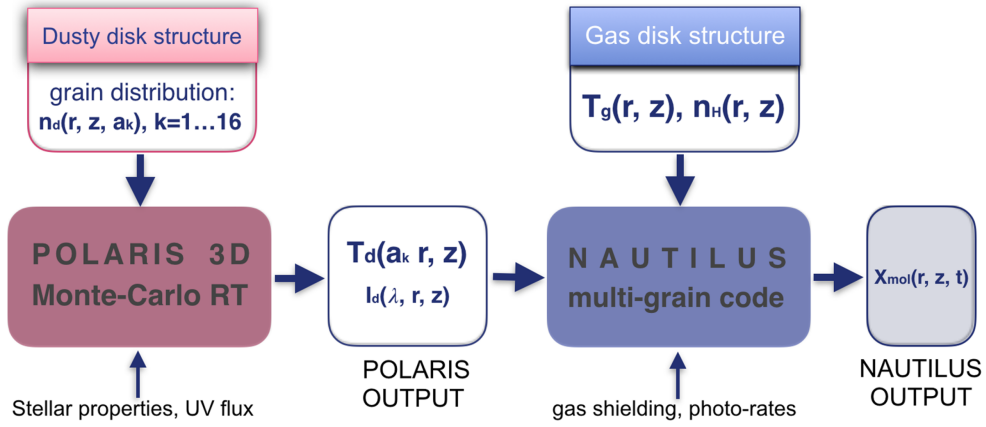 Dusty disk structure
grain distribution:
nd(r, z, ak), k=1…16
Gas disk structure
Tg(r, z), nH(r, z)
POLARIS 3D
Monte-Carlo RT
Td(ak r, z)
Id(λ, r, z)
NAUTILUS
multi-grain code
Xmol(r, z, t)
POLARIS
OUTPUT
NAUTILUS
OUTPUT
Stellar properties, UV flux
gas shielding, photo-rates